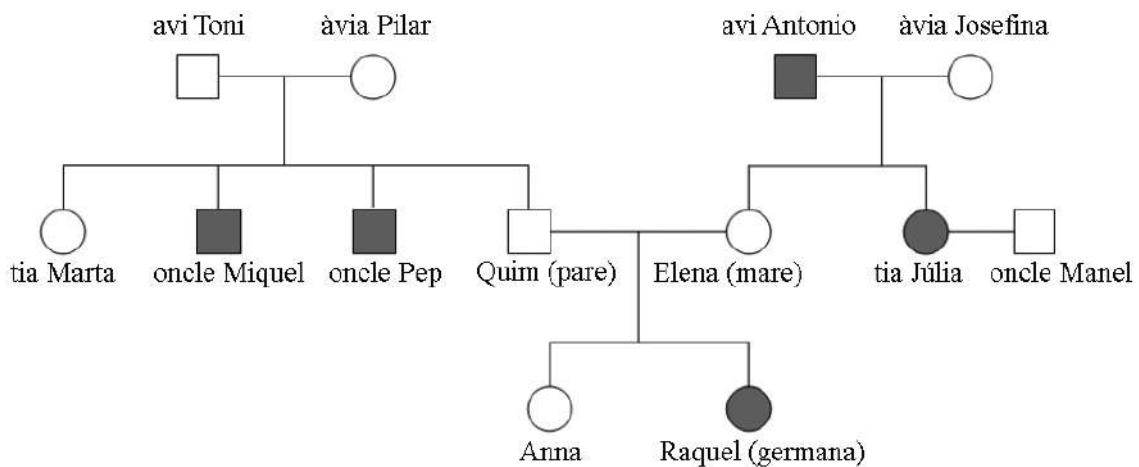 avi Toni àvia Pilar avi Antonio àvia Josefina
tia Marta oncle Miquel oncle Pep Quim (pare) Elena (mare) tia Júlia oncle Manel
Anna Raquel (germana)